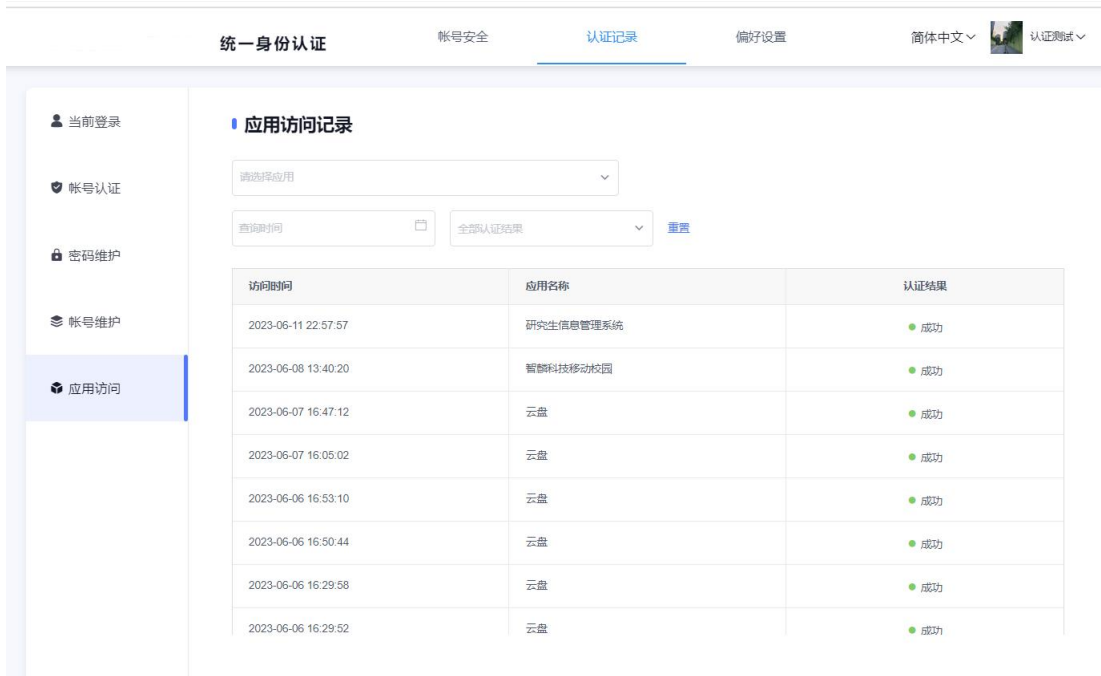 统一身份认证 帐号安全 认证记录 偏好设置 简体中文 认证测试
当前登录
帐号认证
密码维护
帐号维护
应用访问
应用访问记录
请选择应用
查询时间 全部认证结果 重置
访问时间 应用名称 认证结果
2023-06-11 22:57:57 研究生信息管理系统 成功
2023-06-08 13:40:20 智麟科技移动校园 成功
2023-06-07 16:47:12 云盘 成功
2023-06-07 16:05:02 云盘 成功
2023-06-06 16:53:10 云盘 成功
2023-06-06 16:50:44 云盘 成功
2023-06-06 16:29:58 云盘 成功
2023-06-06 16:29:52 云盘 成功